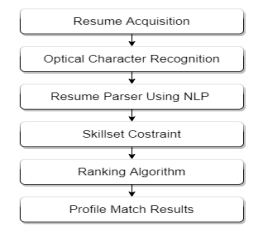 Resume Acquisition
Optical Character Recognition
Resume Parser Using NLP
Skillset Costraint
Ranking Algorithm
Profile Match Results